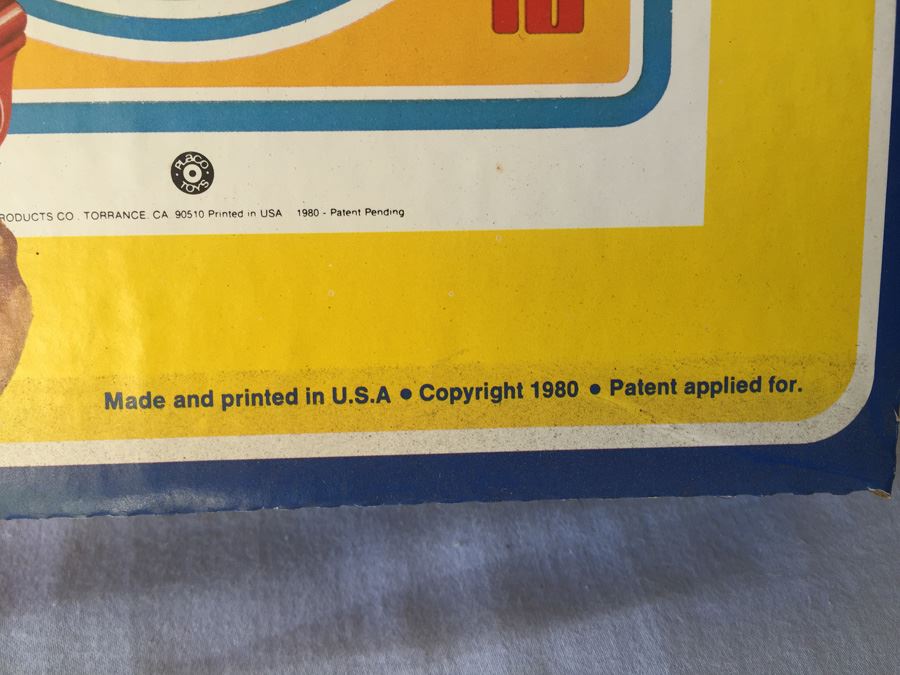 10
PLACO
TOYS
RODUCTS CO . TORRANCE. CA. 90510 Printed in USA 1980 - Patent Pending
Made and printed in U.S.A • Copyright 1980 • Patent applied for.